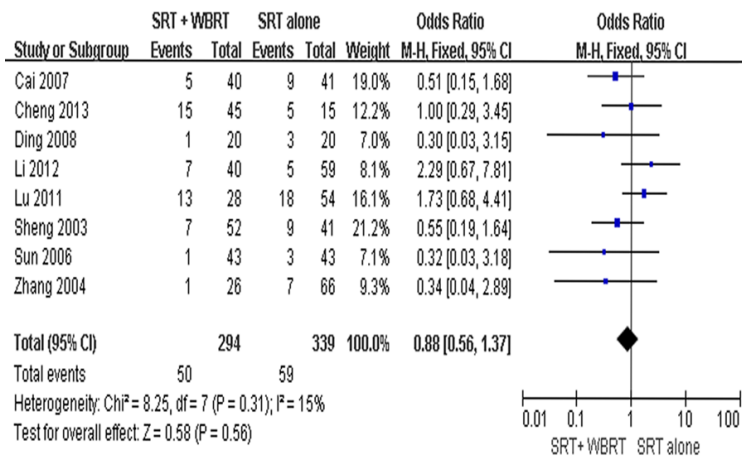 SRT + WBRT SRT alone Odds Ratio Odds Ratio
Study or Subgroup Events Total Events Total Weight M-H, Fixed, 95% CI M-H, Fixed, 95% CI
Cai 2007 5 40 9 41 19.0% 0.51 [0.15, 1.68]
Cheng 2013 15 45 5 15 12.2% 1.00 [0.29, 3.45]
Ding 2008 1 20 3 20 7.0% 0.30 [0.03, 3.15]
Li 2012 7 40 5 59 8.1% 2.29 [0.67, 7.81]
Lu 2011 13 28 18 54 16.1% 1.73 [0.68, 4.41]
Sheng 2003 7 52 9 41 21.2% 0.55 [0.19, 1.64]
Sun 2006 1 43 3 43 7.1% 0.32 [0.03, 3.18]
Zhang 2004 1 26 7 66 9.3% 0.34 [0.04, 2.89]
Total (95% CI) 294 339 100.0% 0.88 [0.56, 1.37]
Total events 50 59
Heterogeneity: Chi² = 8.25, df = 7 (P = 0.31); I² = 15%
Test for overall effect: Z = 0.58 (P = 0.56)
0.01 0.1 1 10 100
SRT+ WBRT SRT alone